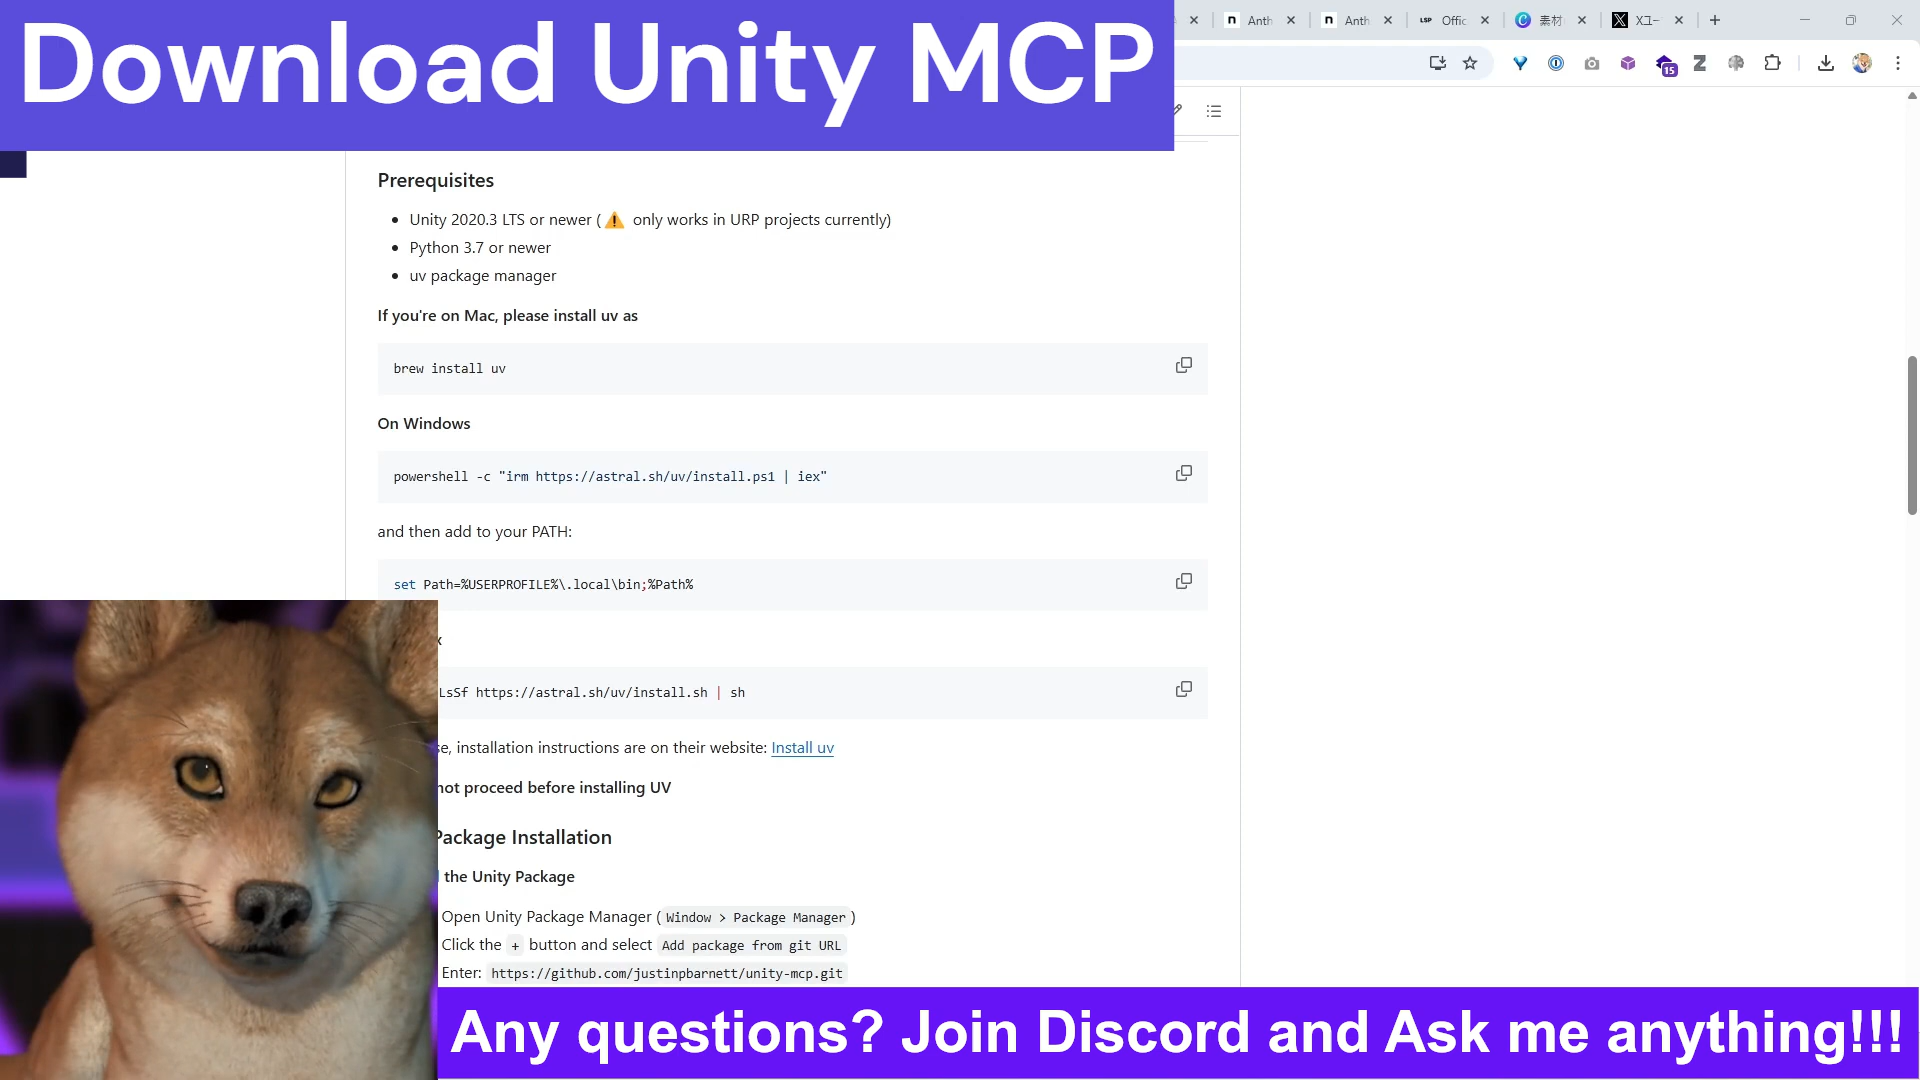 Download Unity MCP
Anth
Anth
LSP Offic
素材
Xユー
15
Z
Prerequisites
Unity 2020.3 LTS or newer (⚠ only works in URP projects currently)
Python 3.7 or newer
uv package manager
If you're on Mac, please install uv as
brew install uv
On Windows
powershell -c "irm https://astral.sh/uv/install.ps1 | iex"
and then add to your PATH:
set Path=%USERPROFILE%\.local\bin;%Path%
x
LsSf https://astral.sh/uv/install.sh | sh
se, installation instructions are on their website: Install uv
not proceed before installing UV
Package Installation
the Unity Package
Open Unity Package Manager (Window > Package Manager)
Click the + button and select Add package from git URL
Enter: https://github.com/justinpbarnett/unity-mcp.git
Any questions? Join Discord and Ask me anything!!!